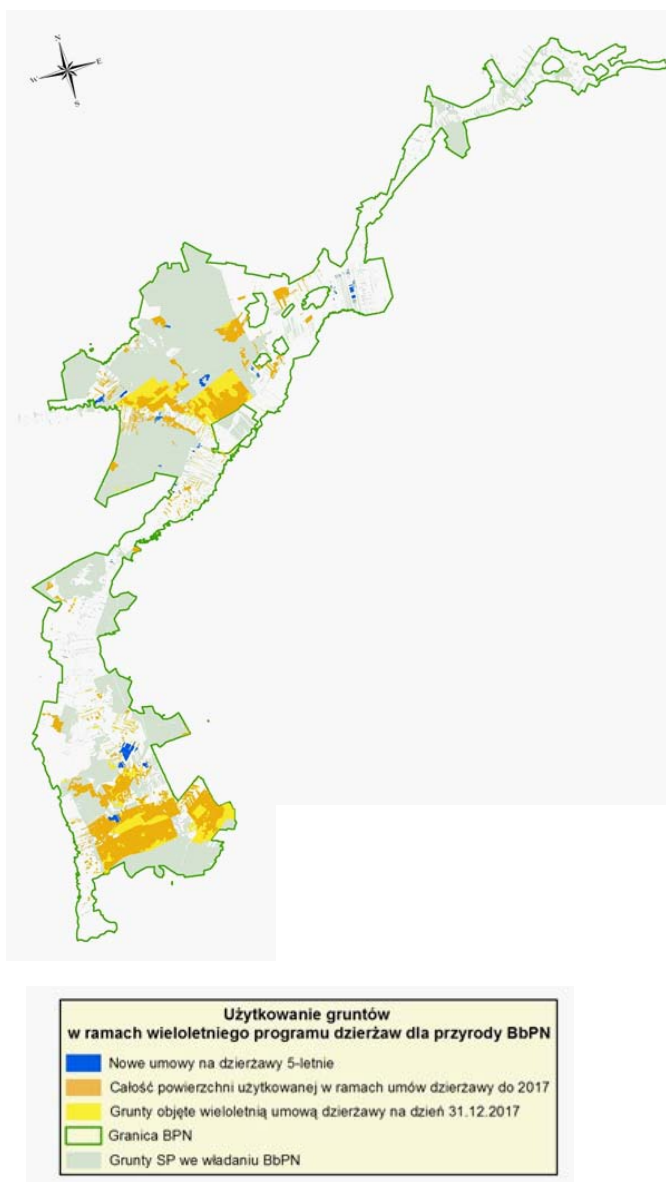 N
W E
S
Użytkowanie gruntów
w ramach wieloletniego programu dzierżaw dla przyrody BbPN
Nowe umowy na dzierżawy 5-letnie
Całość powierzchni użytkowanej w ramach umów dzierżawy do 2017
Grunty objęte wieloletnią umową dzierżawy na dzień 31.12.2017
Granica BPN
Grunty SP we władaniu BbPN